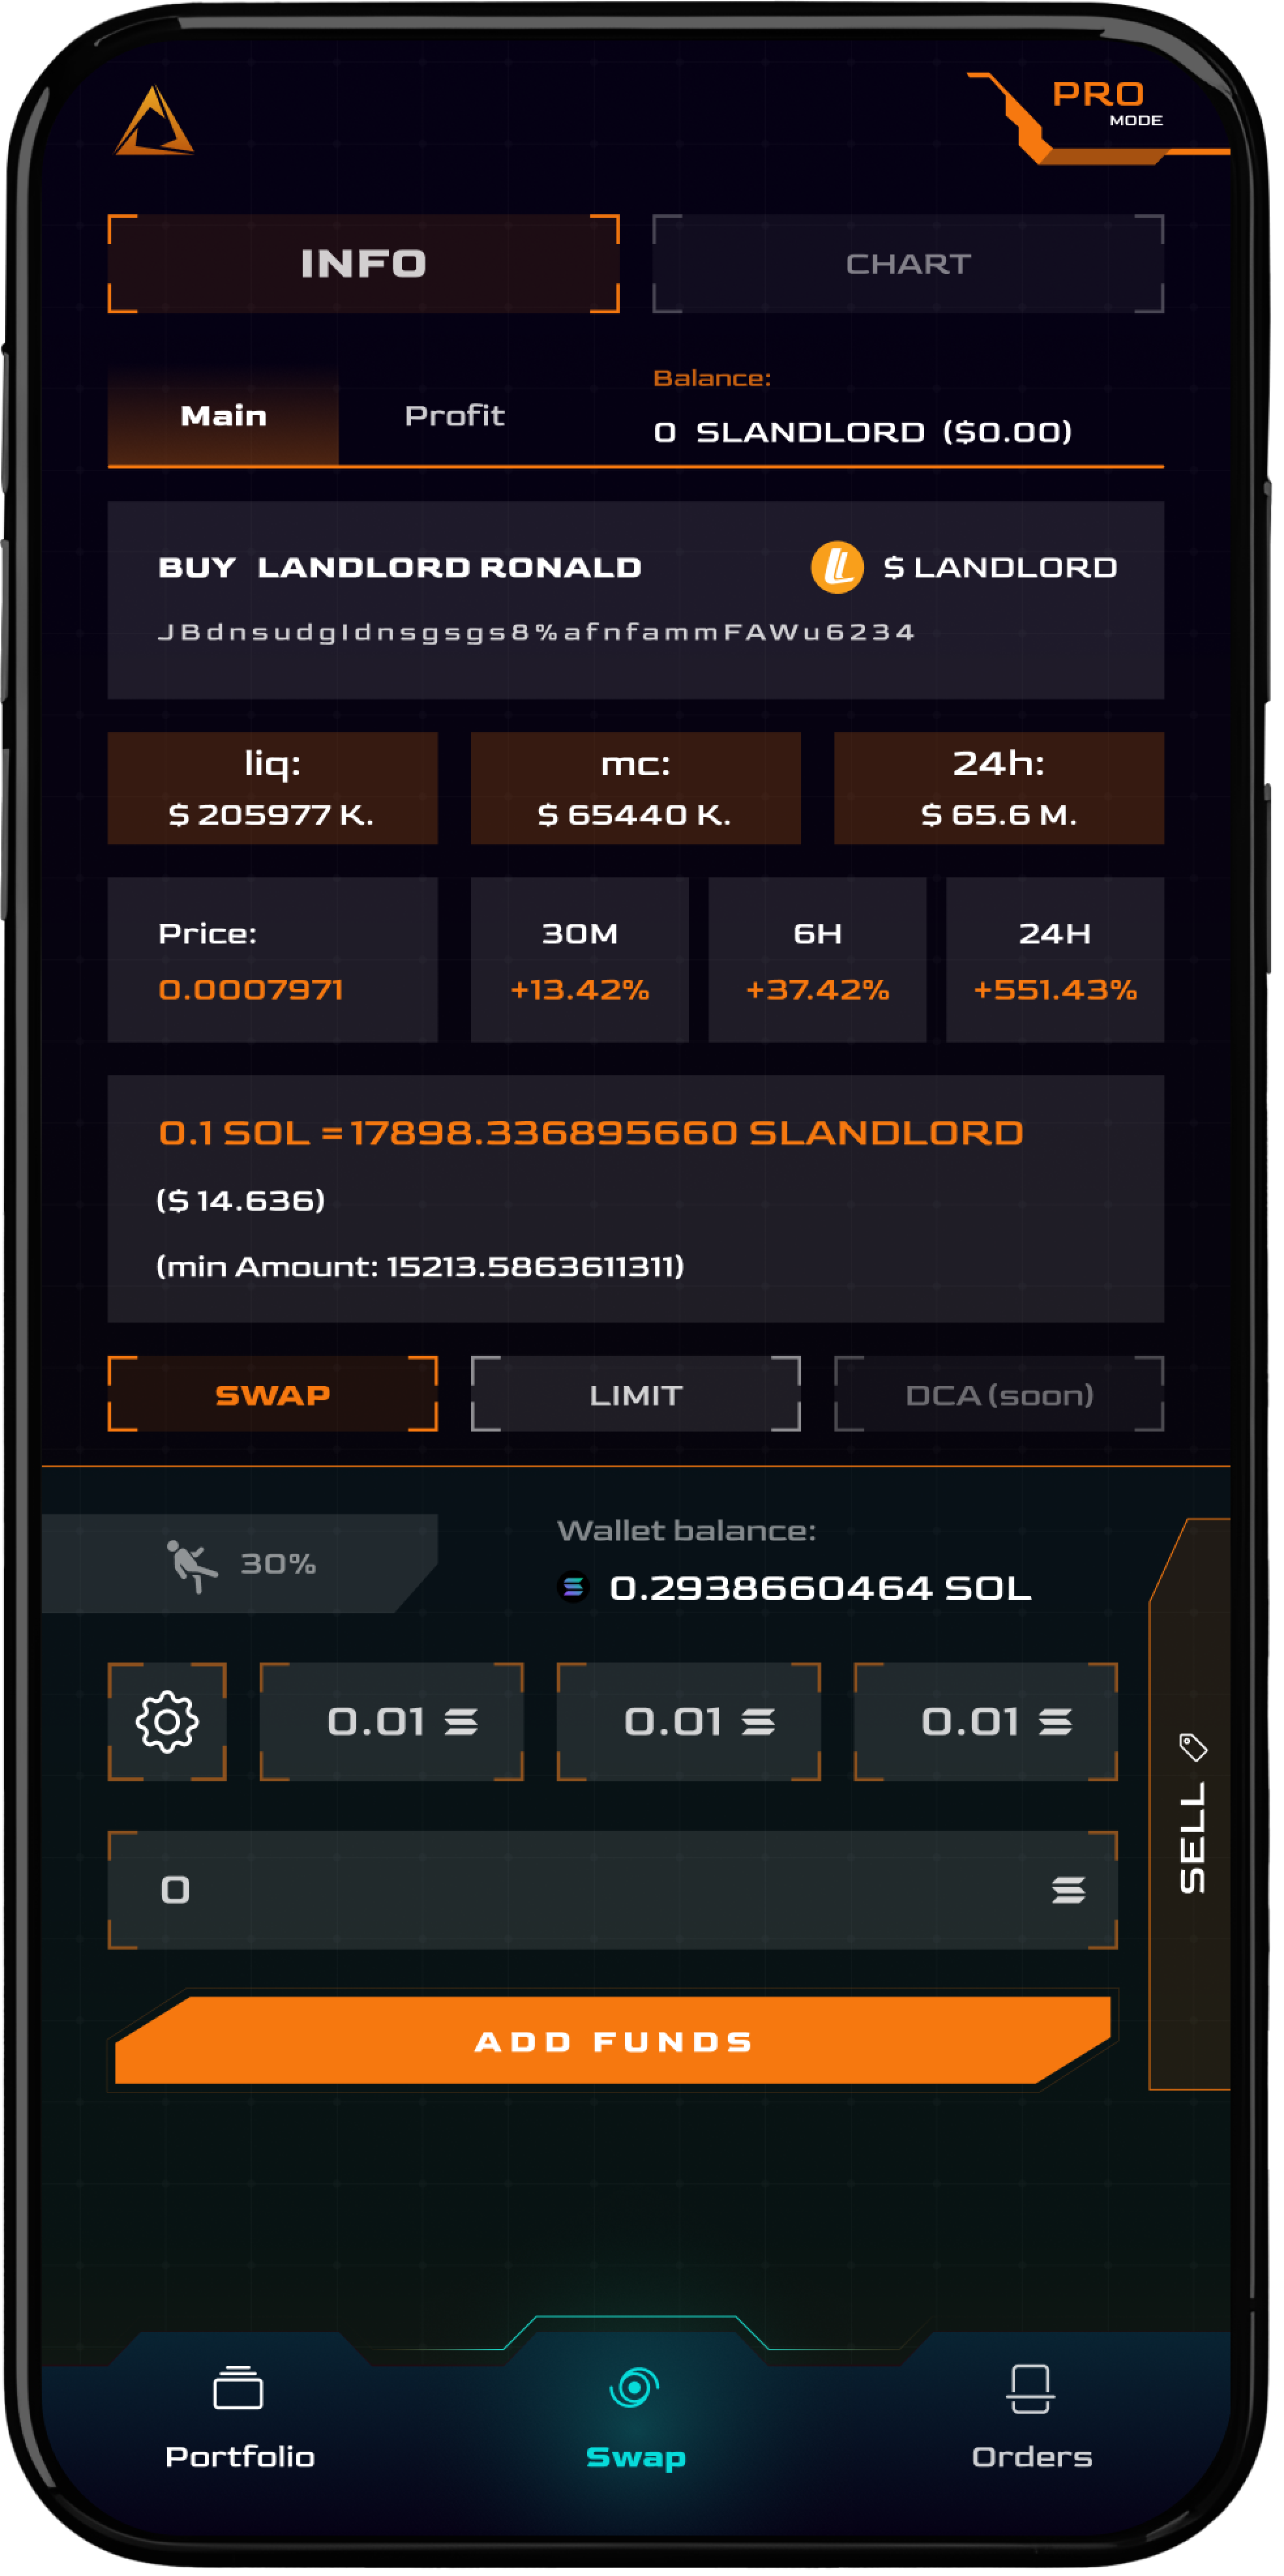 PRO
MODE
INFO
CHART
Main
Profit
Balance:
0 SLANDLORD ($0.00)
BUY LANDLORD RONALD
$ LANDLORD
JBdnsudgIdnsgsgs8%afnfammFAWu6234
liq:
$ 205977 K.
mc:
$ 65440 K.
24h:
$ 65.6 M.
Price:
0.0007971
30M
+13.42%
6H
+37.42%
24H
+551.43%
0.1 SOL = 17898.336895660 SLANDLORD
($ 14.636)
(min Amount: 15213.5863611311)
SWAP
LIMIT
DCA (soon)
30%
Wallet balance:
0.2938660464 SOL
0.01
0.01
0.01
SELL
0
ADD FUNDS
Portfolio
Swap
Orders